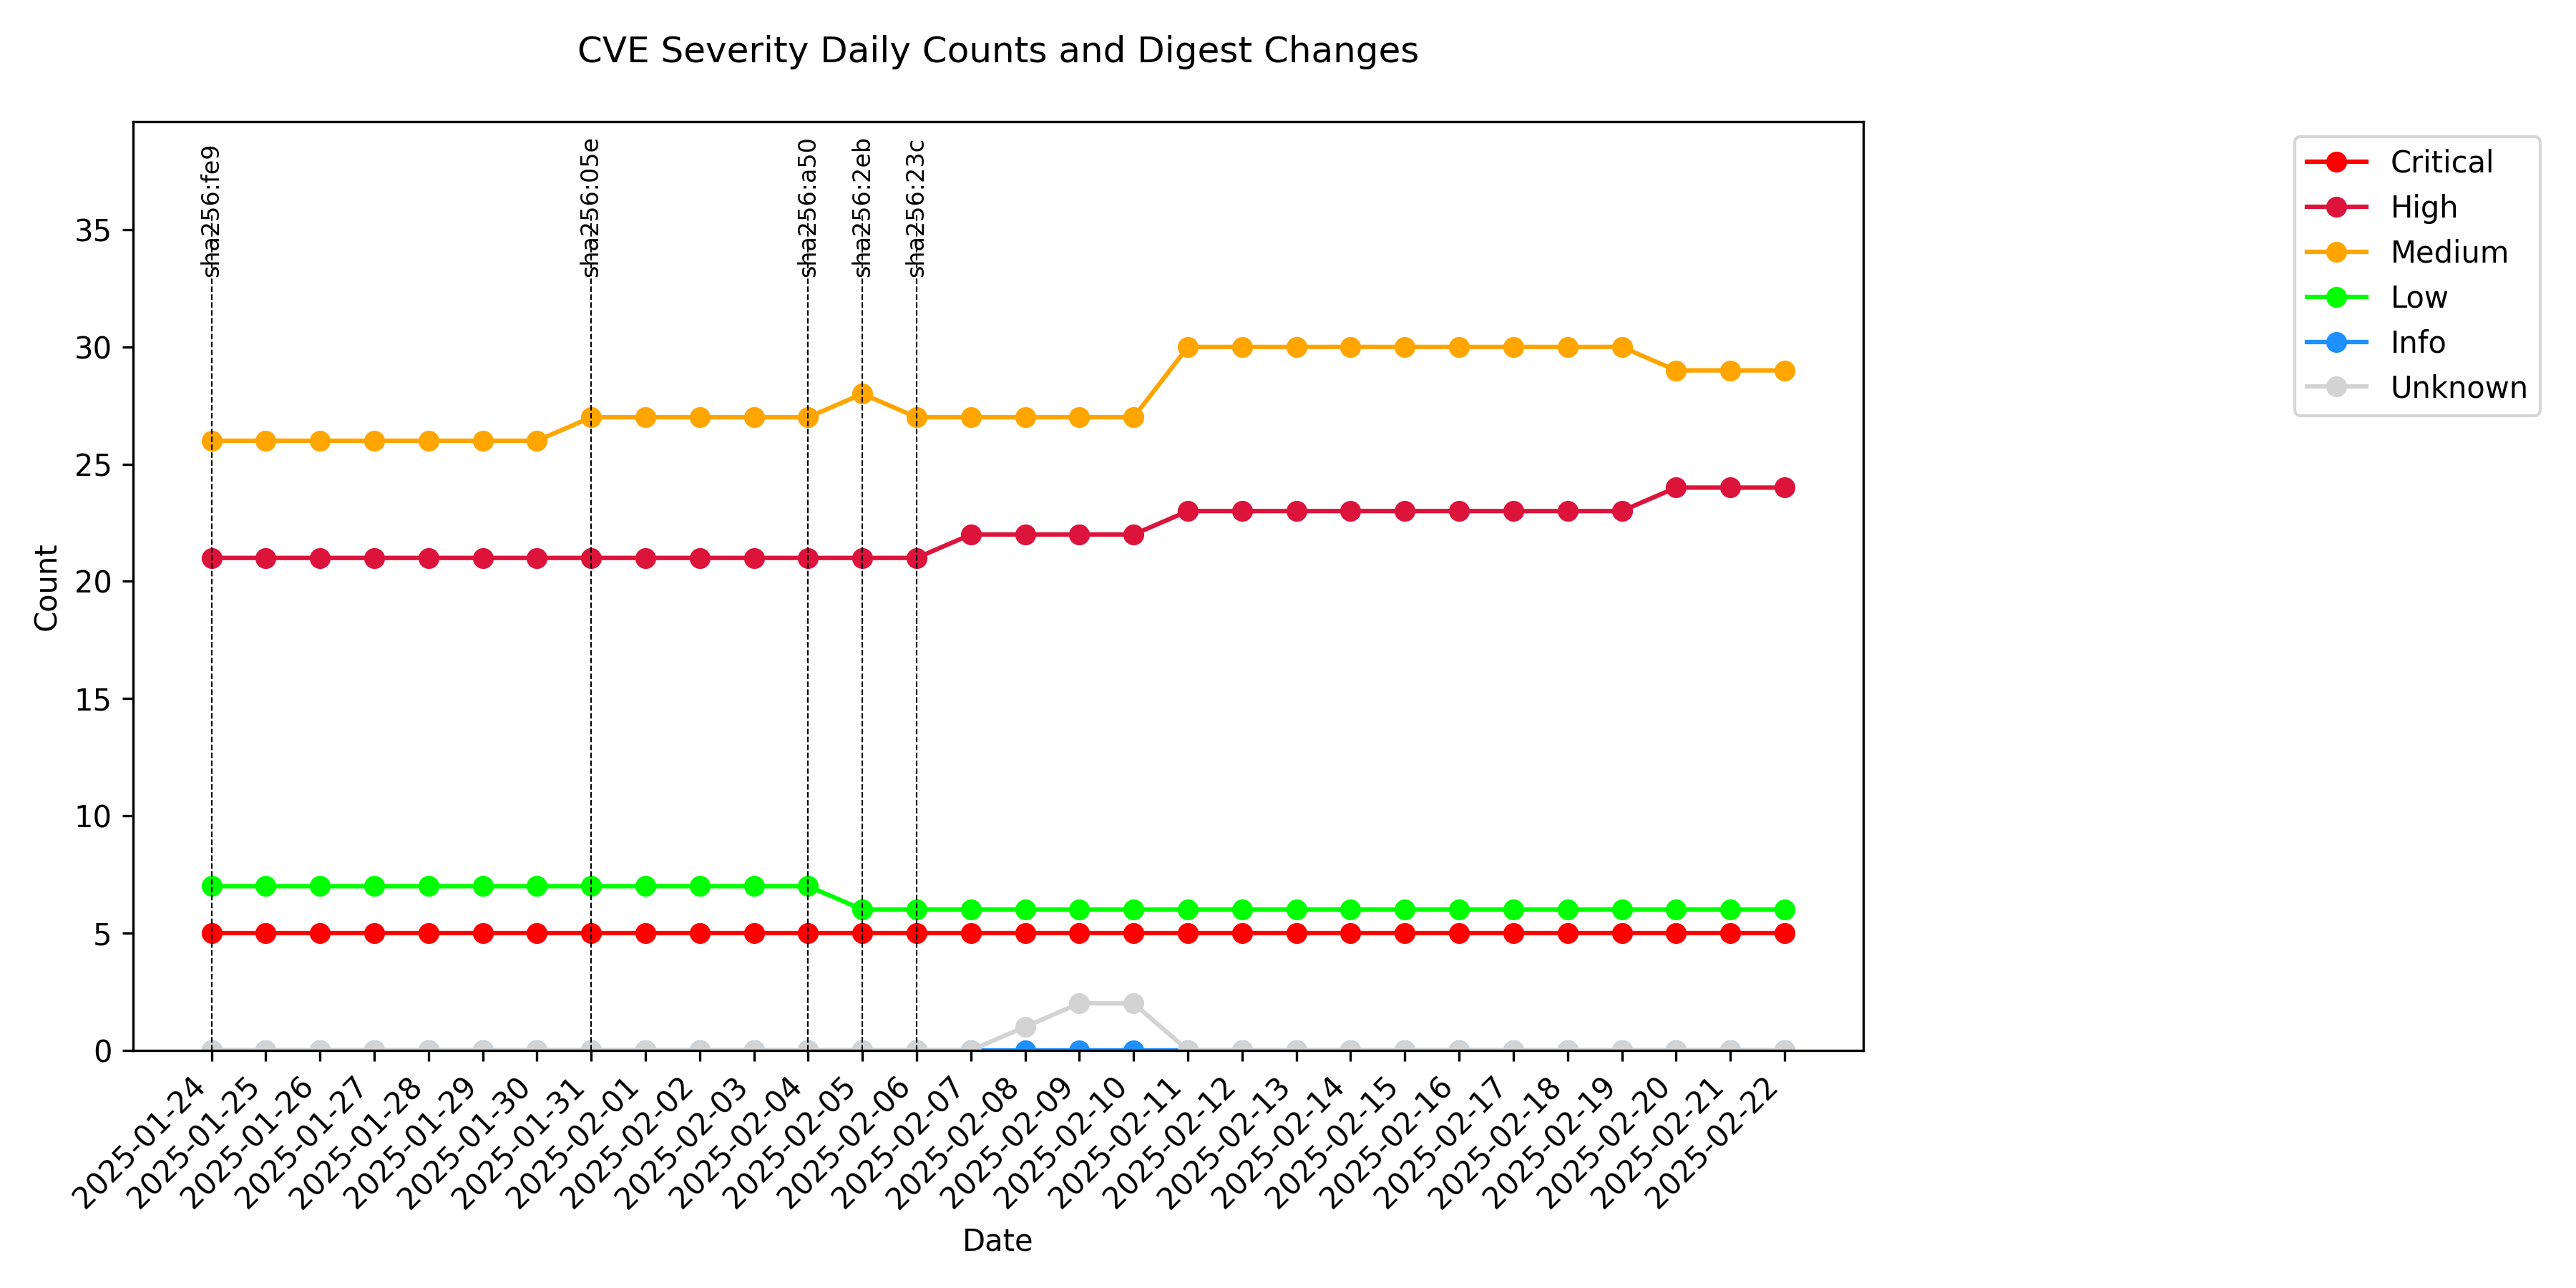 CVE Severity Daily Counts and Digest Changes
sha256:fe9
sha256:05e
sha256:a50
sha256:2eb
sha256:23c
Critical
High
Medium
Low
Info
Unknown
Count
35
30
25
20
15
10
5
0
2025-01-24
2025-01-25
2025-01-26
2025-01-27
2025-01-28
2025-01-29
2025-01-30
2025-01-31
2025-02-01
2025-02-02
2025-02-03
2025-02-04
2025-02-05
2025-02-06
2025-02-07
2025-02-08
2025-02-09
2025-02-10
2025-02-11
2025-02-12
2025-02-13
2025-02-14
2025-02-15
2025-02-16
2025-02-17
2025-02-18
2025-02-19
2025-02-20
2025-02-21
2025-02-22
Date